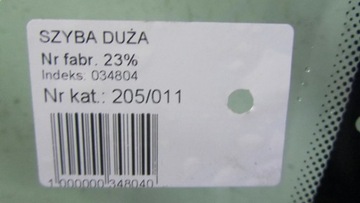 SZYBA DUŻA
Nr fabr. 23%
Indeks: 034804
Nr kat.: 205/011
1 000000 348040